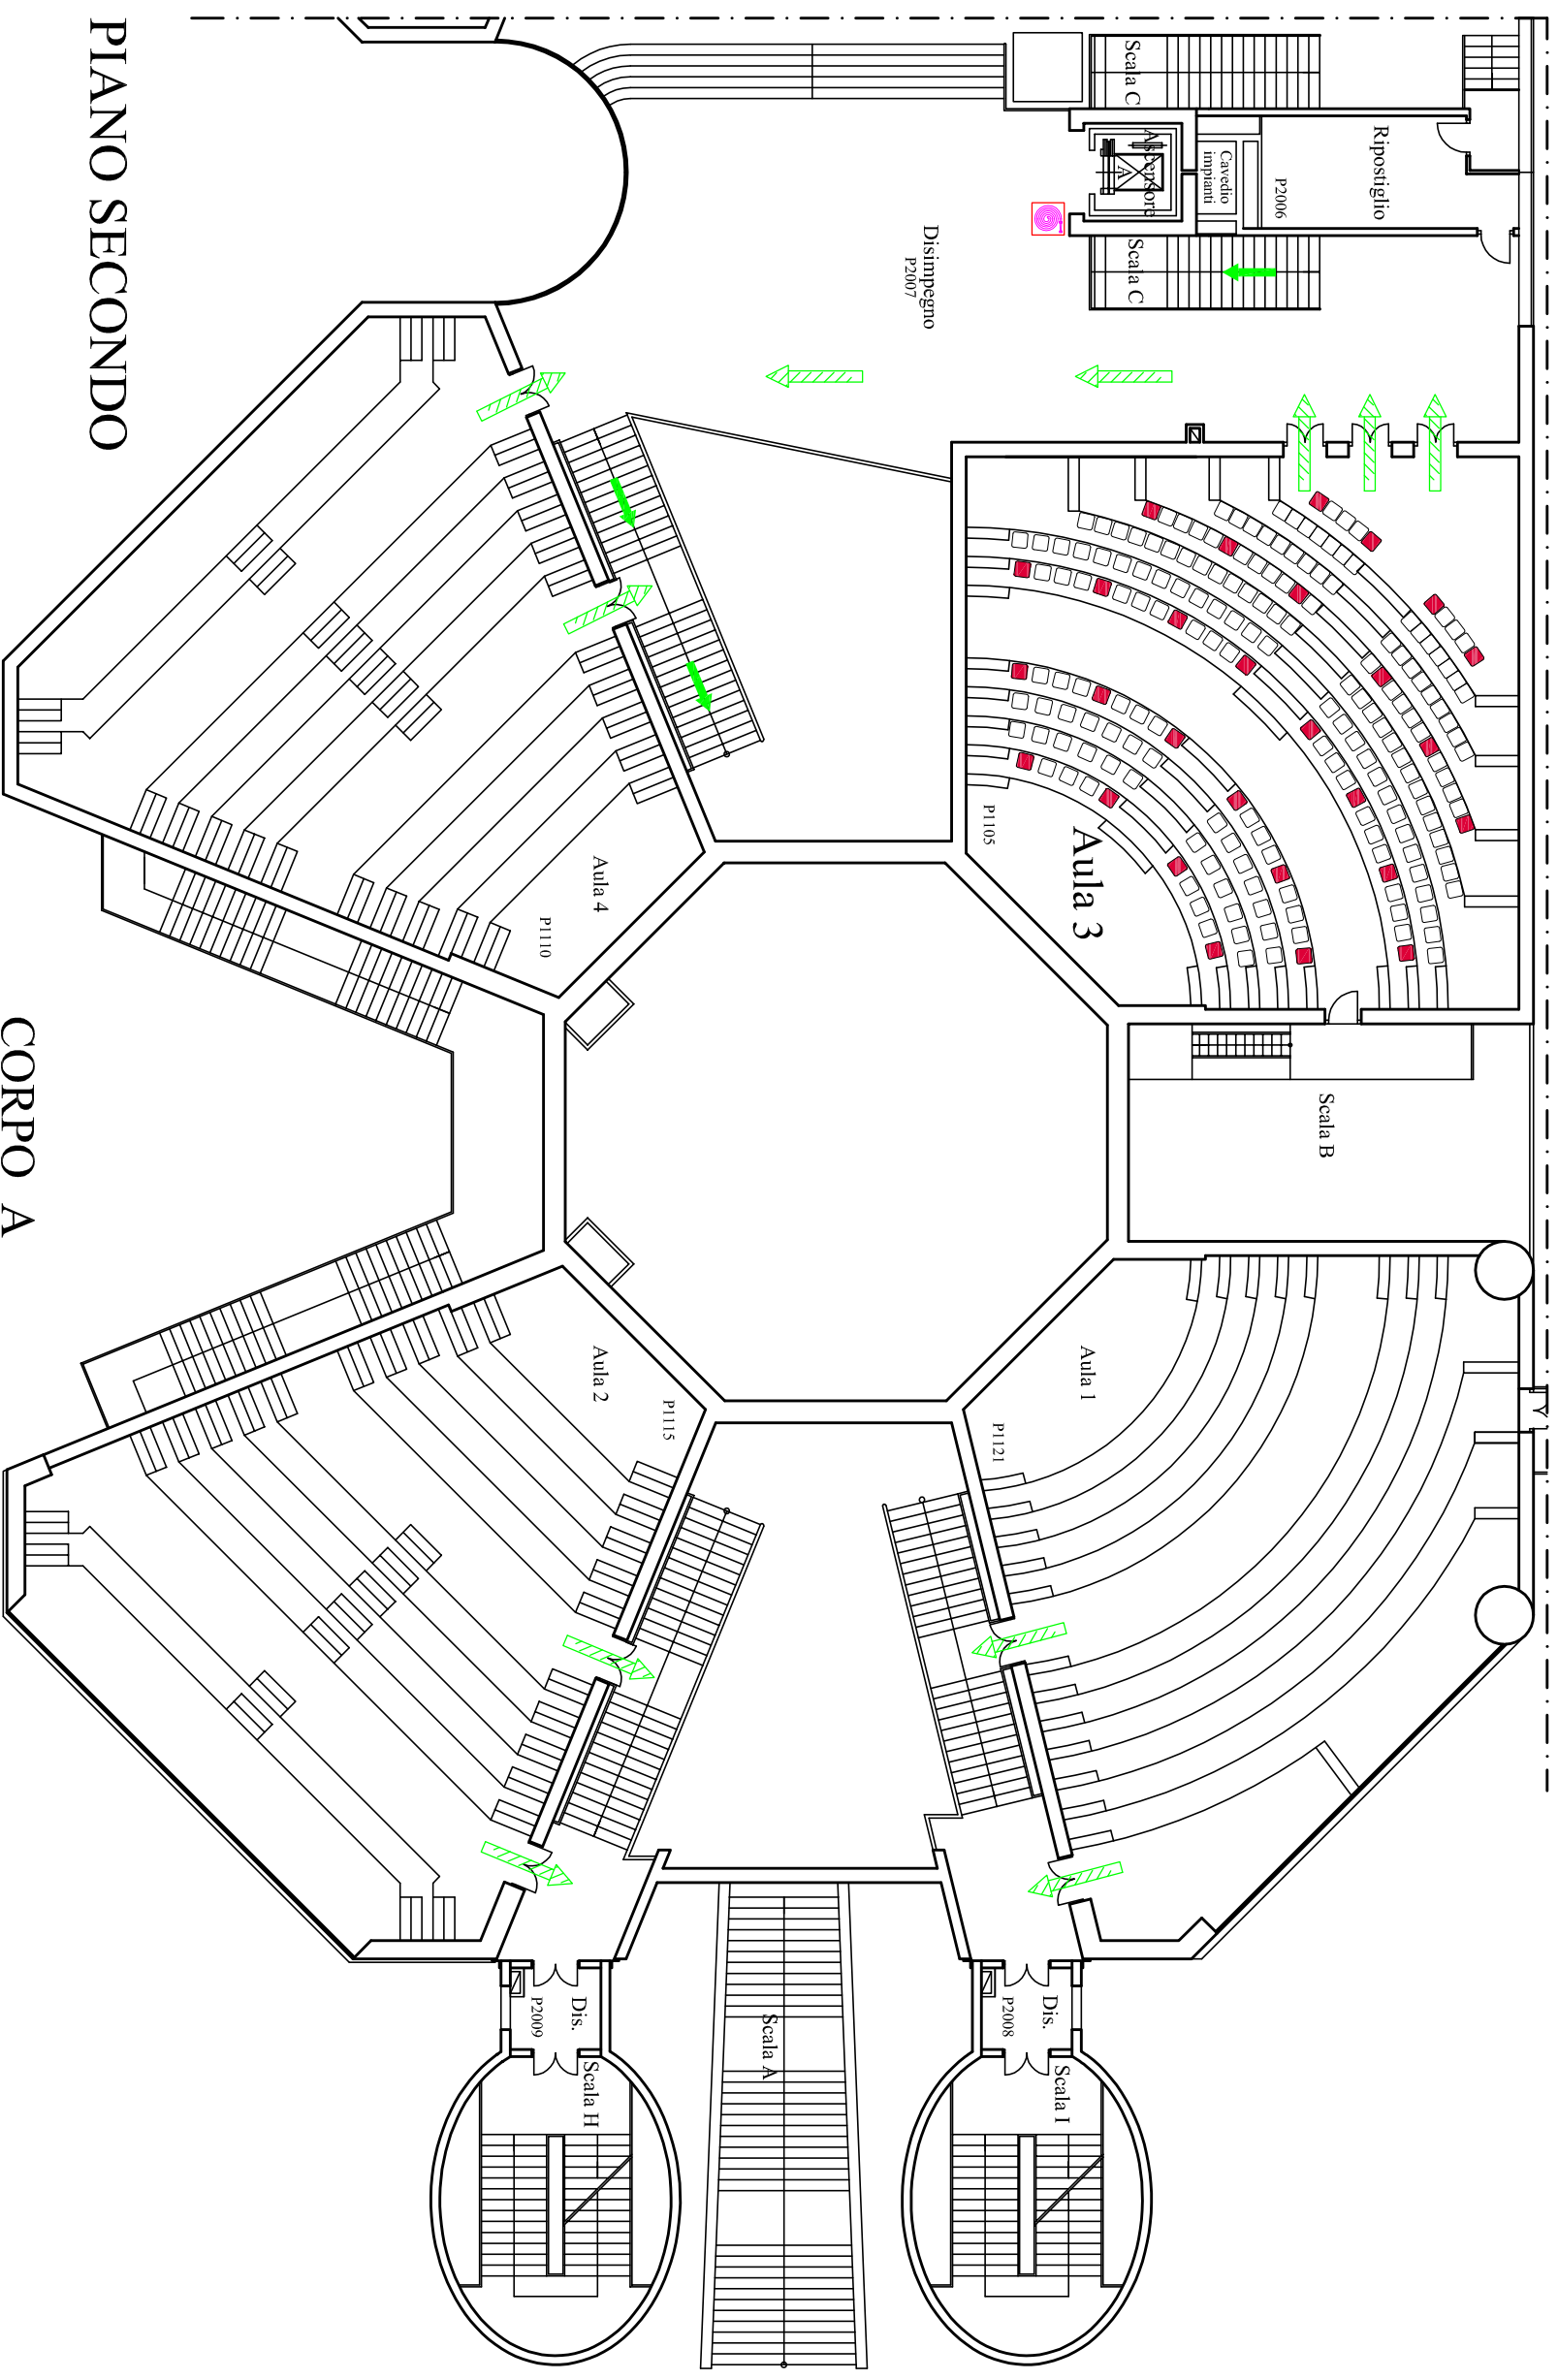 PIANO SECONDO
CORPO A
Scala C
Ascensore
A
Cavedio
impianti
P2006
Ripostiglio
Scala C
Disimpegno
P2007
P1105
Aula 3
Aula 4
P1110
Scala B
Aula 2
P1115
Aula 1
P1121
Dis.
P2009
Scala H
Scala A
Dis.
P2008
Scala I